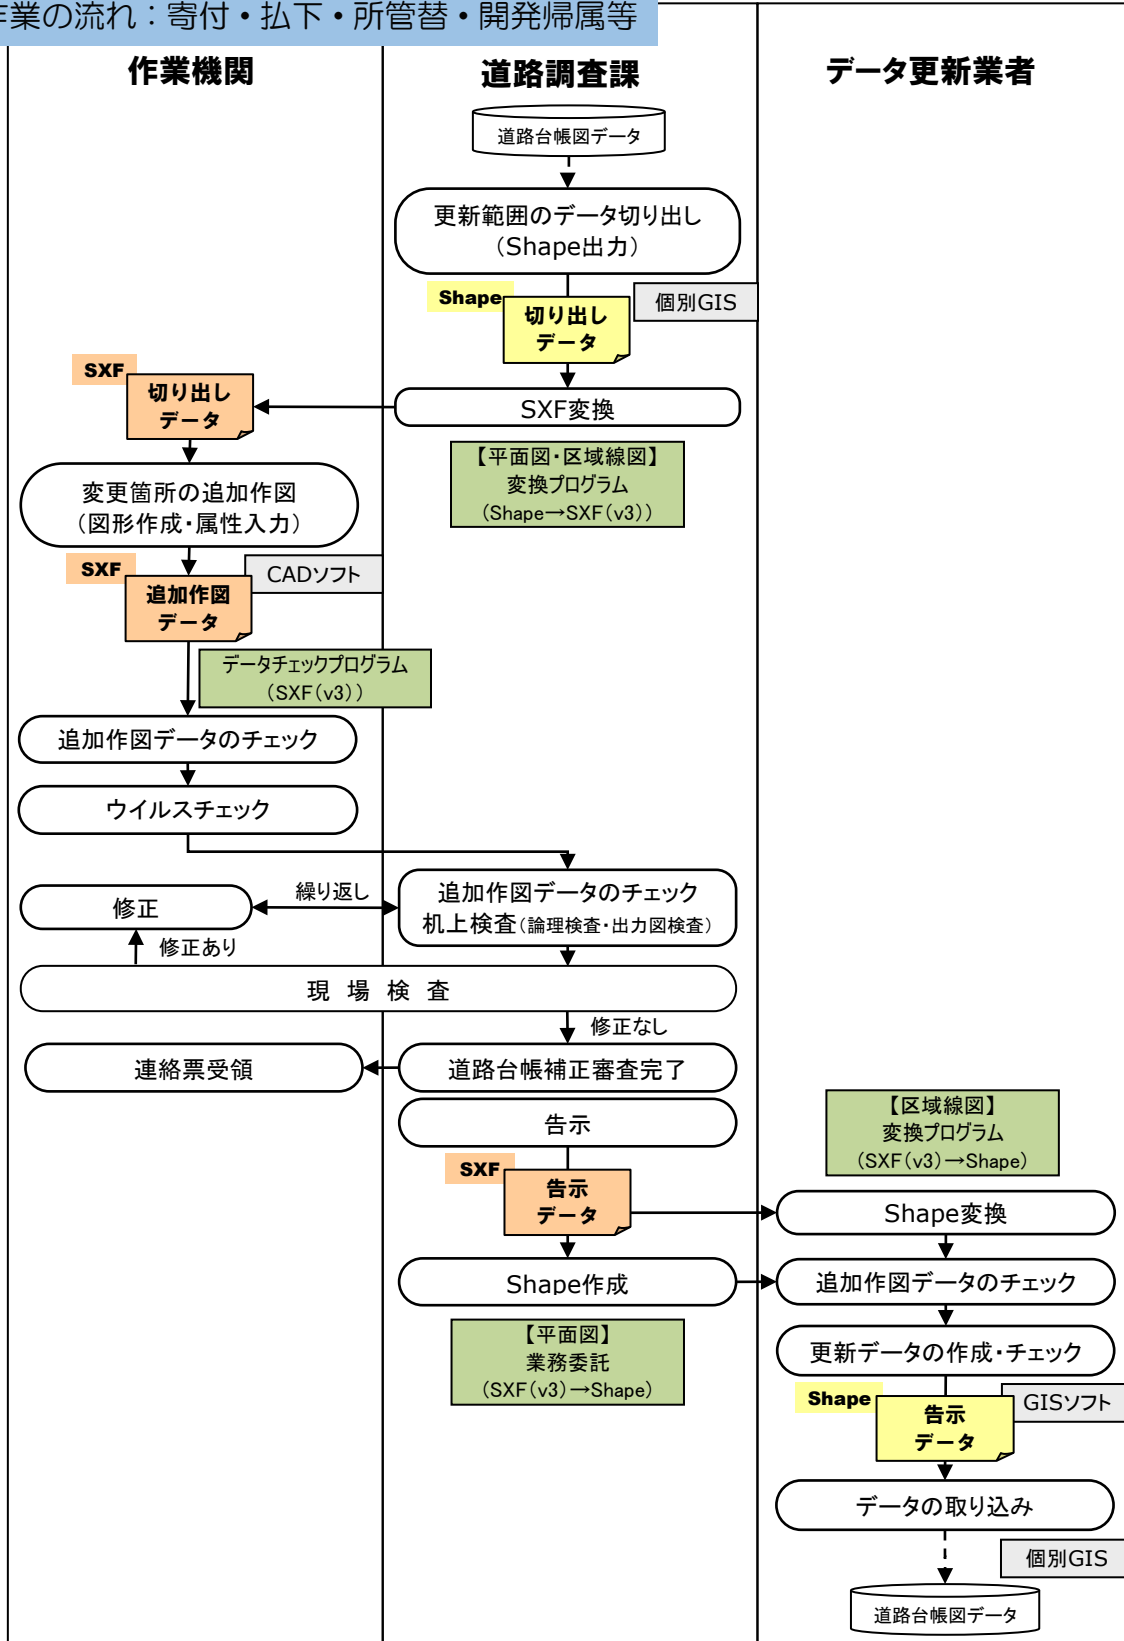 作業の流れ：寄付・払下・所管替・開発帰属等
作業機関
道路調査課
データ更新業者
道路台帳図データ
更新範囲のデータ切り出し
（Shape出力）
Shape
切り出し
データ
個別GIS
SXF
切り出し
データ
SXF変換
【平面図・区域線図】
変換プログラム
（Shape→SXF（v3））
変更箇所の追加作図
（図形作成・属性入力）
SXF
追加作図
データ
CADソフト
データチェックプログラム
（SXF（v3））
追加作図データのチェック
ウイルスチェック
修正
繰り返し
追加作図データのチェック
机上検査（論理検査・出力図検査）
修正あり
現 場 検 査
修正なし
連絡票受領
道路台帳補正審査完了
告示
SXF
告示
データ
【区域線図】
変換プログラム
（SXF（v3）→Shape）
Shape変換
Shape作成
追加作図データのチェック
【平面図】
業務委託
（SXF（v3）→Shape）
更新データの作成・チェック
Shape
告示
データ
GISソフト
データの取り込み
個別GIS
道路台帳図データ